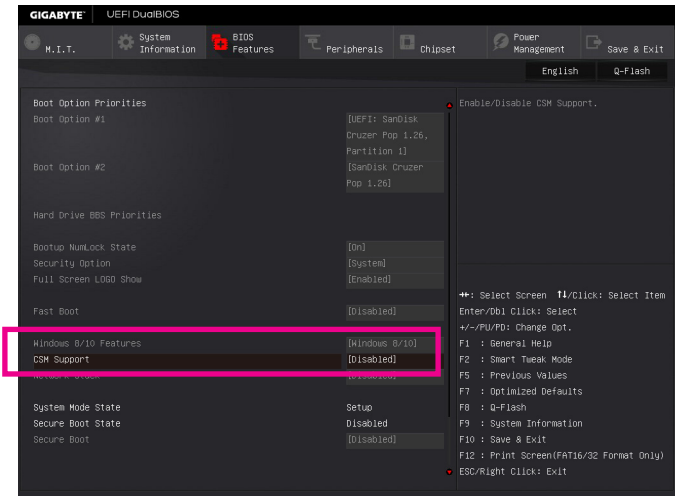 GIGABYTE™ UEFI DualBIOS
M.I.T.
System Information
BIOS Features
Peripherals
Chipset
Power Management
Save & Exit
English Q-Flash
Boot Option Priorities
Boot Option #1 [UEFI: SanDisk
Cruzer Pop 1.26,
Partition 1]
Boot Option #2 [SanDisk Cruzer
Pop 1.26]
Hard Drive BBS Priorities
Bootup NumLock State [On]
Security Option [System]
Full Screen LOGO Show [Enabled]
Fast Boot [Disabled]
Windows 8/10 Features [Windows 8/10]
CSM Support [Disabled]
Network Stack [Disabled]
System Mode State Setup
Secure Boot State Disabled
Secure Boot [Disabled]
Enable/Disable CSM Support.
→←: Select Screen ↑↓/Click: Select Item
Enter/Dbl Click: Select
+/-/PU/PD: Change Opt.
F1 : General Help
F2 : Smart Tweak Mode
F5 : Previous Values
F7 : Optimized Defaults
F8 : Q-Flash
F9 : System Information
F10 : Save & Exit
F12 : Print Screen(FAT16/32 Format Only)
ESC/Right Click: Exit